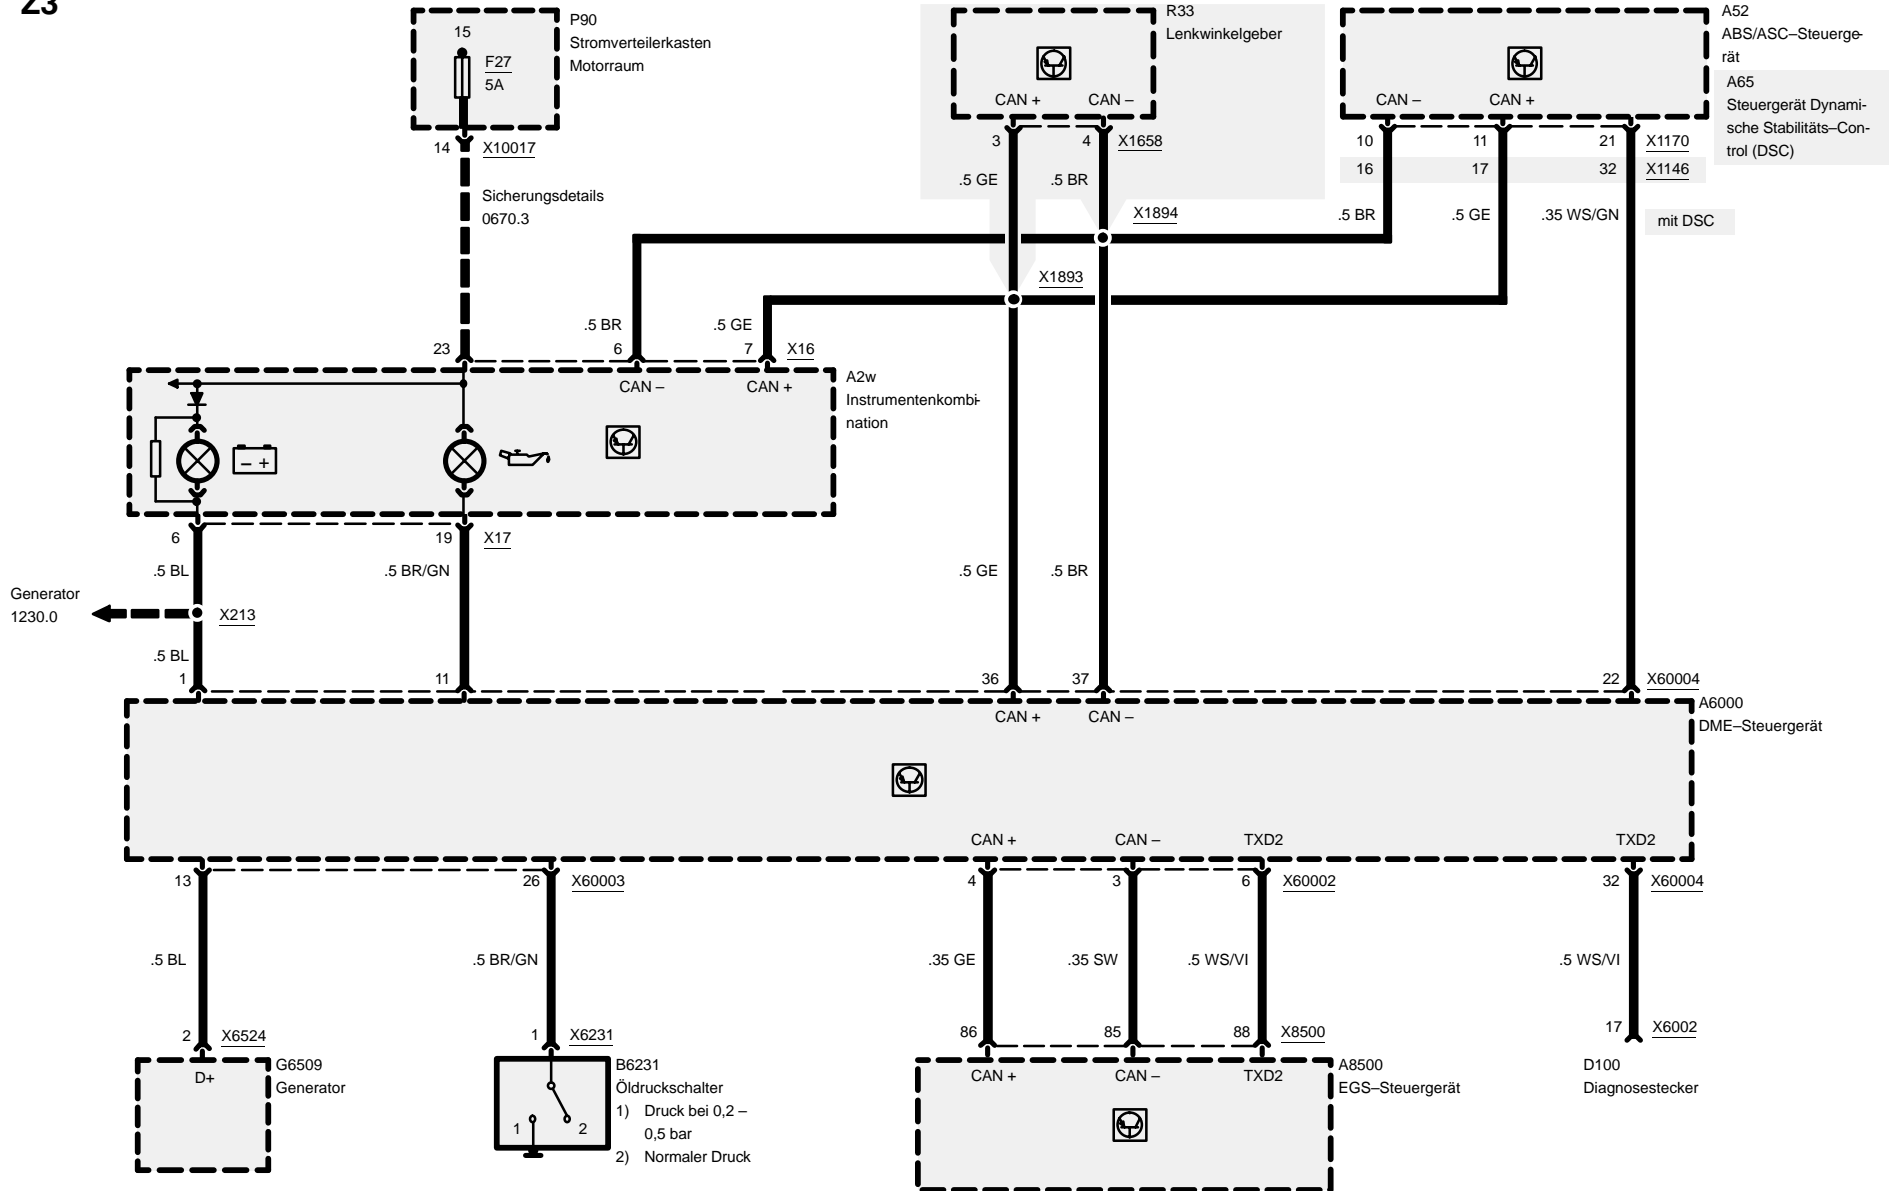 Z3
P90
Stromverteilerkasten
Motorraum
15
F27
5A
14
X10017
Sicherungsdetails
0670.3
R33
Lenkwinkelgeber
CAN +
CAN –
3
4
X1658
.5 GE
.5 BR
A52
ABS/ASC–Steuerge-
rät
A65
Steuergerät Dynami-
sche Stabilitäts–Con-
trol (DSC)
CAN –
CAN +
10
11
21
X1170
16
17
32
X1146
.5 BR
.5 GE
.35 WS/GN
mit DSC
X1894
X1893
.5 BR
.5 GE
23
6
7
X16
CAN –
CAN +
A2w
Instrumentenkombi-
nation
– +
6
19
X17
.5 BL
.5 BR/GN
.5 GE
.5 BR
Generator
1230.0
X213
.5 BL
1
11
36
37
22
X60004
CAN +
CAN –
A6000
DME–Steuergerät
CAN +
CAN –
TXD2
TXD2
13
26
X60003
4
3
6
X60002
32
X60004
.5 BL
.5 BR/GN
.35 GE
.35 SW
.5 WS/VI
.5 WS/VI
2
X6524
1
X6231
86
85
88
X8500
17
X6002
D+
G6509
Generator
1
2
B6231
Öldruckschalter
1) Druck bei 0,2 –
0,5 bar
2) Normaler Druck
CAN +
CAN –
TXD2
A8500
EGS–Steuergerät
D100
Diagnosestecker